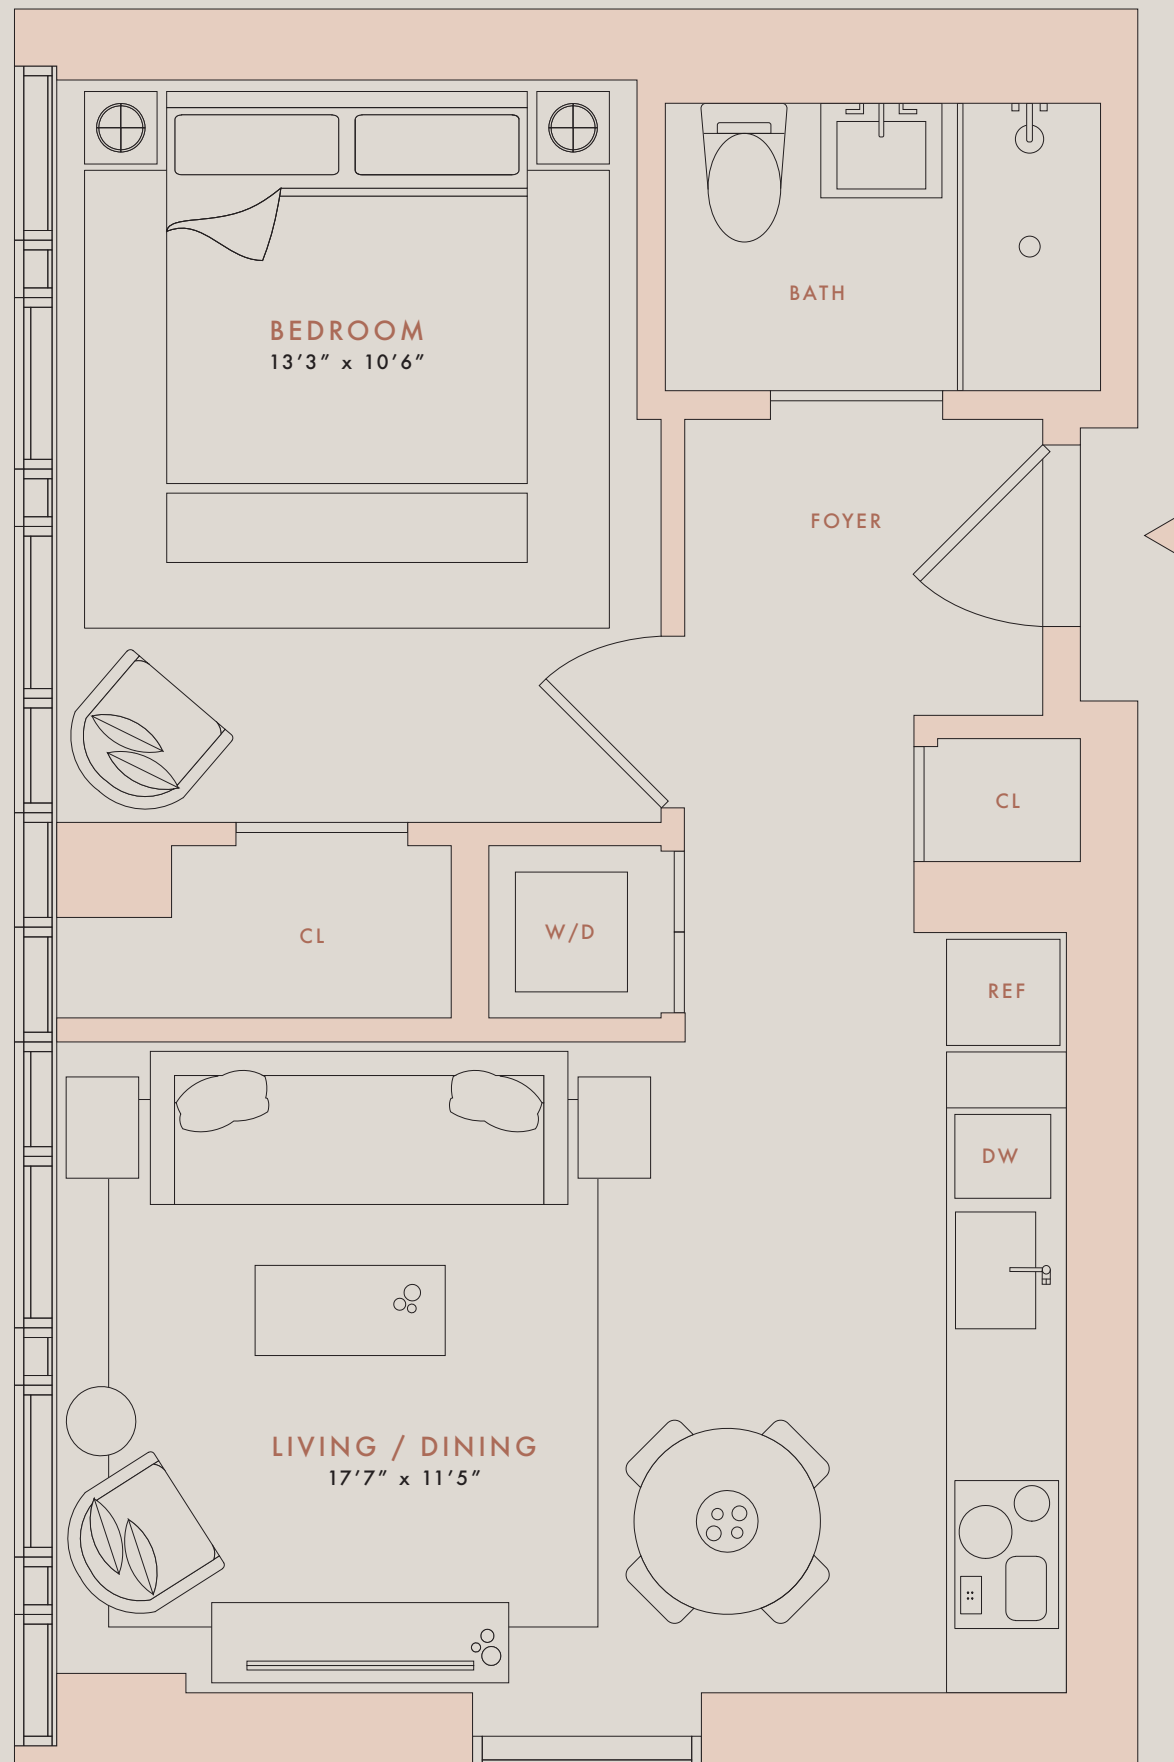 BATH
BEDROOM
13’3” x 10’6”
FOYER
CL
CL
W/D
REF
DW
LIVING / DINING
17’7” x 11’5”